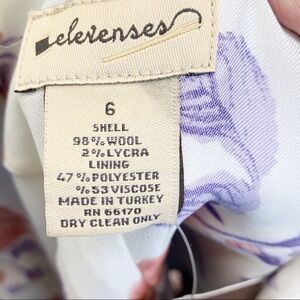 elevenses
6
SHELL
98%WOOL
2%LYCRA
LINING
47%POLYESTER
%53 VISCOSE
MADE IN TURKEY
RN 66170
DRY CLEAN ONLY